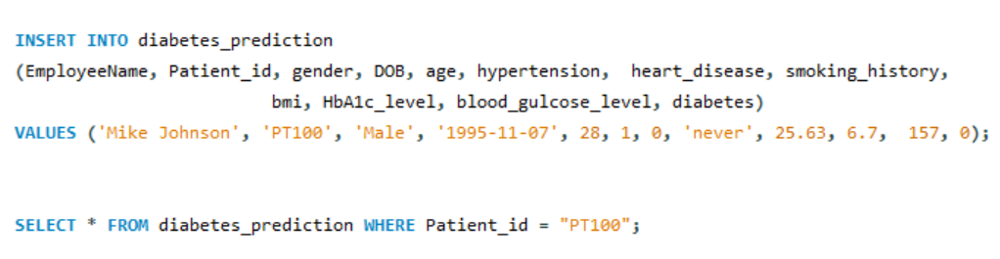 INSERT INTO diabetes_prediction
(EmployeeName, Patient_id, gender, DOB, age, hypertension, heart_disease, smoking_history,
bmi, HbA1c_level, blood_gulcose_level, diabetes)
VALUES ('Mike Johnson', 'PT100', 'Male', '1995-11-07', 28, 1, 0, 'never', 25.63, 6.7, 157, 0);
SELECT * FROM diabetes_prediction WHERE Patient_id = "PT100";